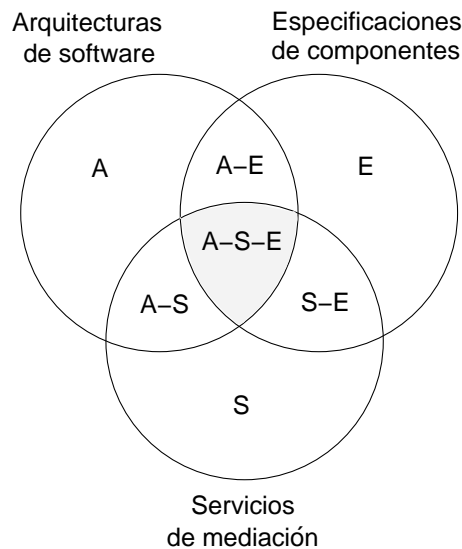 Arquitecturas
de software
Especificaciones
de componentes
A
A−E
E
A−S−E
A−S
S−E
S
Servicios
de mediación